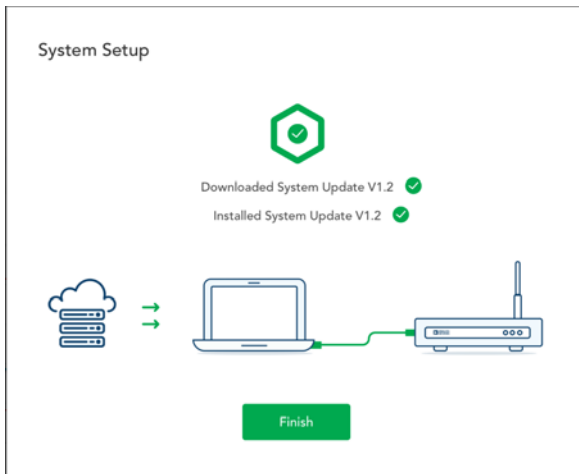 System Setup
Downloaded System Update V1.2
Installed System Update V1.2
Finish